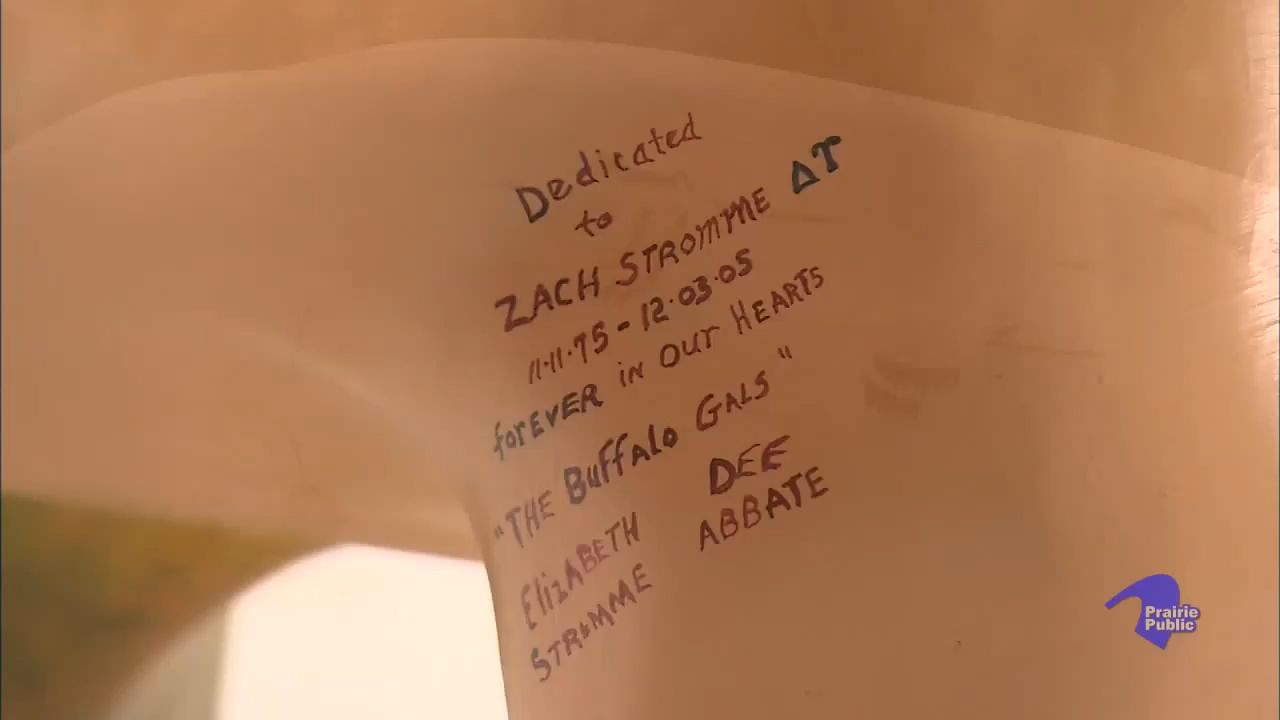 Dedicated
to
ZACH STROMME ΔΤ
11·11·75 - 12·03·05
forEVER iN OUr HEARTS
"THE BuffAlo GALS"
ElizABETH
STROMME
DEE
ABBATE
Prairie
Public